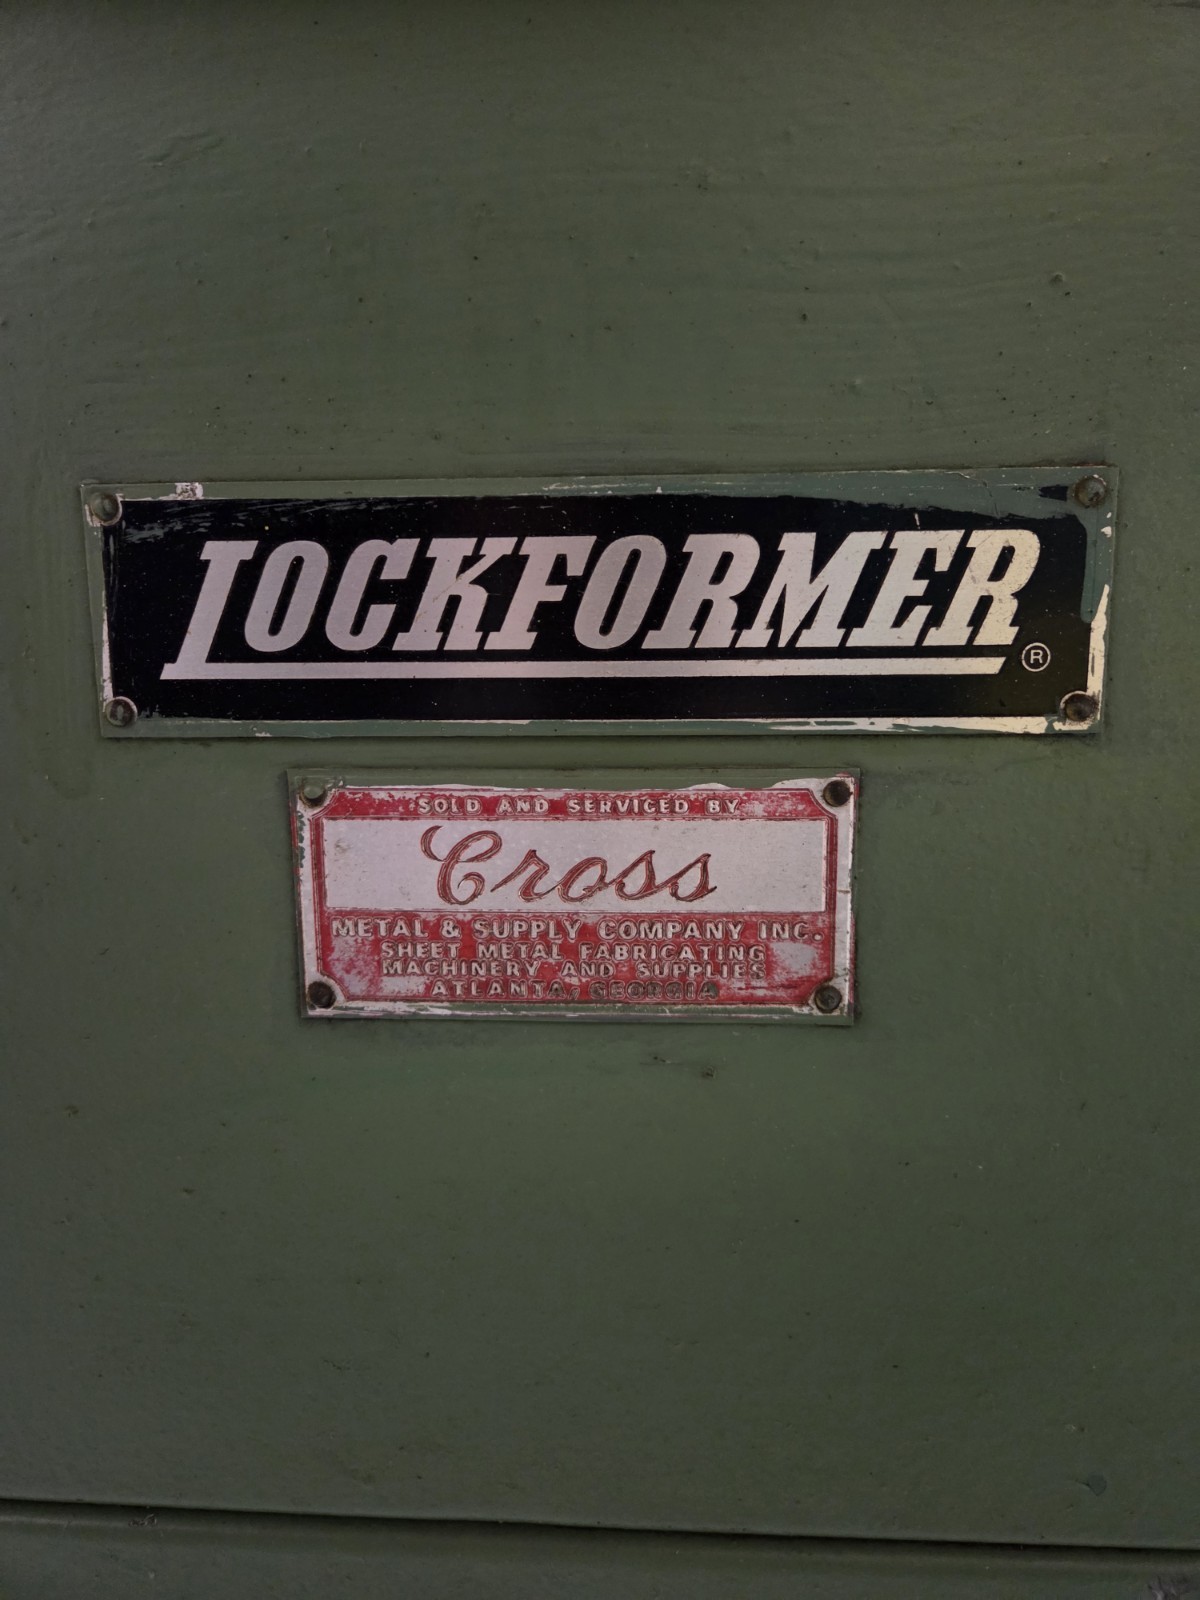 LOCKFORMER ®
SOLD AND SERVICED BY
Cross
METAL & SUPPLY COMPANY INC.
SHEET METAL FABRICATING
MACHINERY AND SUPPLIES
ATLANTA, GEORGIA